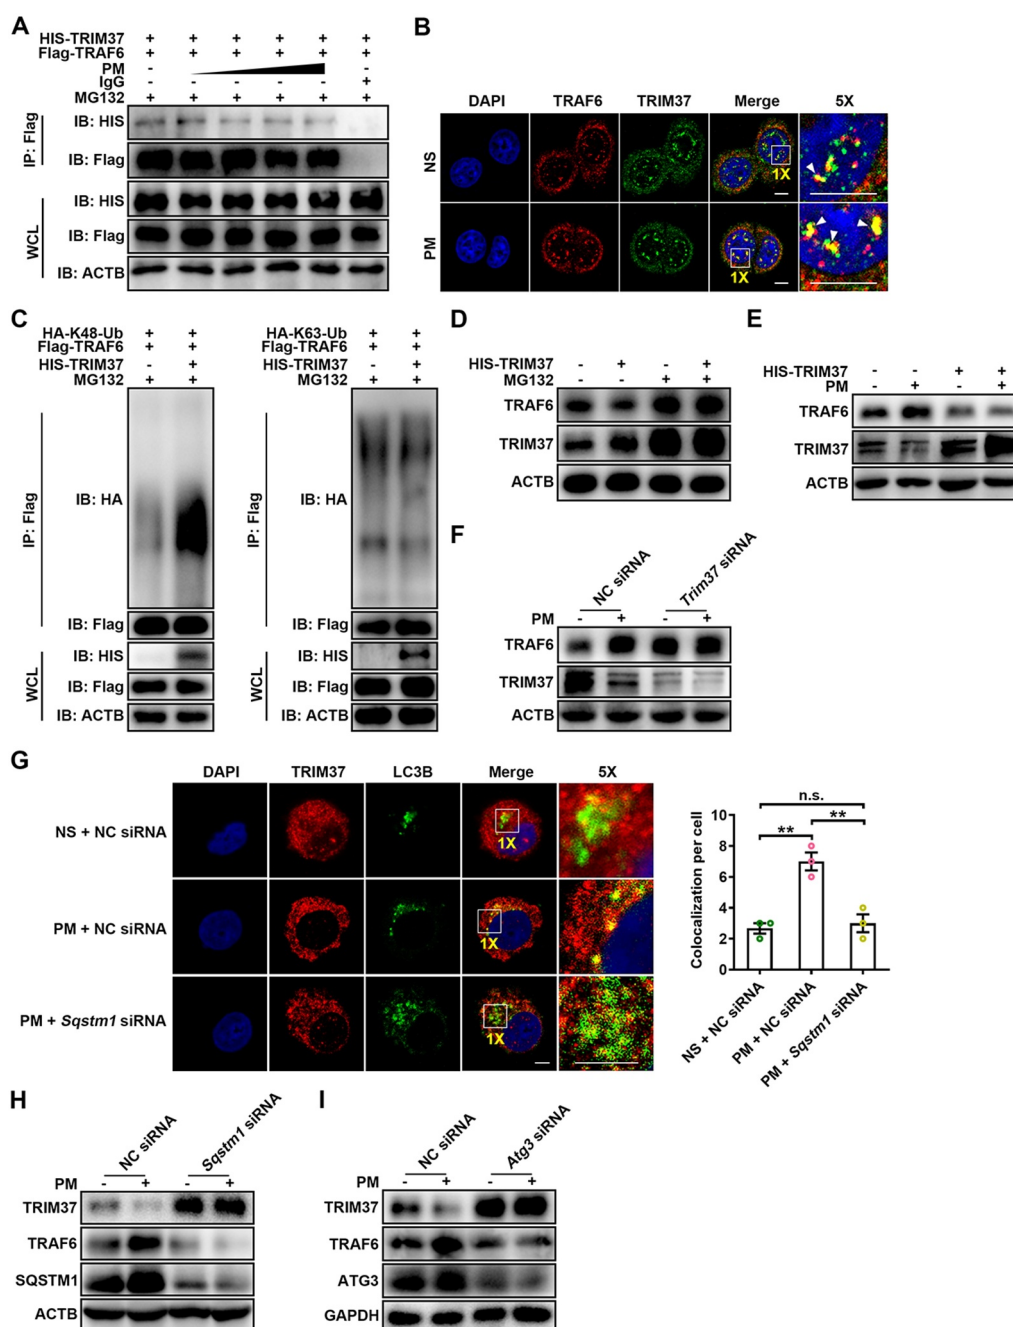 A
HIS-TRIM37 + + + + + +
Flag-TRAF6 + + + + + +
PM - -
IgG - - - - - +
MG132 + + + + + +
IP: Flag
IB: HIS
IB: Flag
WCL
IB: HIS
IB: Flag
IB: ACTB
B
DAPI TRAF6 TRIM37 Merge 5X
NS
1X
PM
1X
C
HA-K48-Ub + +
Flag-TRAF6 + +
HIS-TRIM37 - +
MG132 + +
IP: Flag
IB: HA
IB: Flag
WCL
IB: HIS
IB: Flag
IB: ACTB
HA-K63-Ub + +
Flag-TRAF6 + +
HIS-TRIM37 - +
MG132 + +
IP: Flag
IB: HA
IB: Flag
WCL
IB: HIS
IB: Flag
IB: ACTB
D
HIS-TRIM37 - + - +
MG132 - - + +
TRAF6
TRIM37
ACTB
E
HIS-TRIM37 - - + +
PM - + - +
TRAF6
TRIM37
ACTB
F
NC siRNA Trim37 siRNA
PM - + - +
TRAF6
TRIM37
ACTB
G
DAPI TRIM37 LC3B Merge 5X
NS + NC siRNA
1X
PM + NC siRNA
1X
PM + Sqstm1 siRNA
1X
Colocalization per cell
10
8
6
4
2
0
n.s.
** **
NS + NC siRNA
PM + NC siRNA
PM + Sqstm1 siRNA
H
NC siRNA Sqstm1 siRNA
PM - + - +
TRIM37
TRAF6
SQSTM1
ACTB
I
NC siRNA Atg3 siRNA
PM - + - +
TRIM37
TRAF6
ATG3
GAPDH